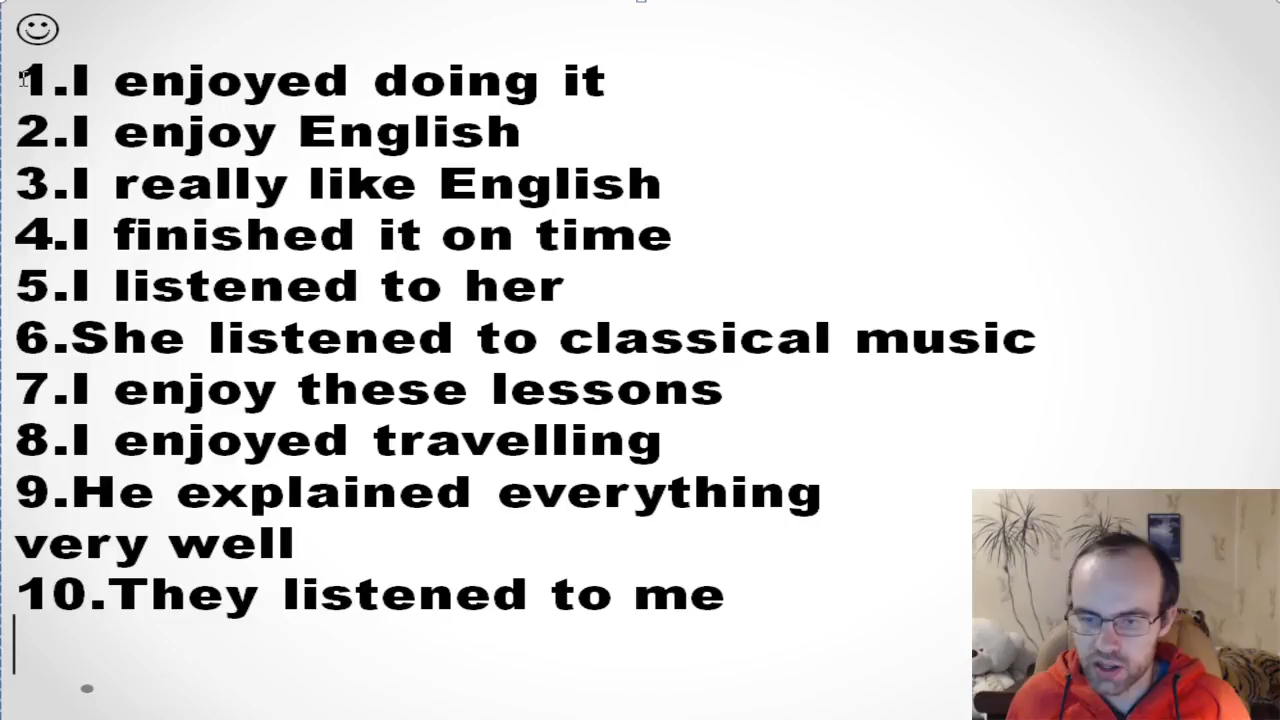 1.I enjoyed doing it
2.I enjoy English
3.I really like English
4.I finished it on time
5.I listened to her
6.She listened to classical music
7.I enjoy these lessons
8.I enjoyed travelling
9.He explained everything
very well
10.They listened to me